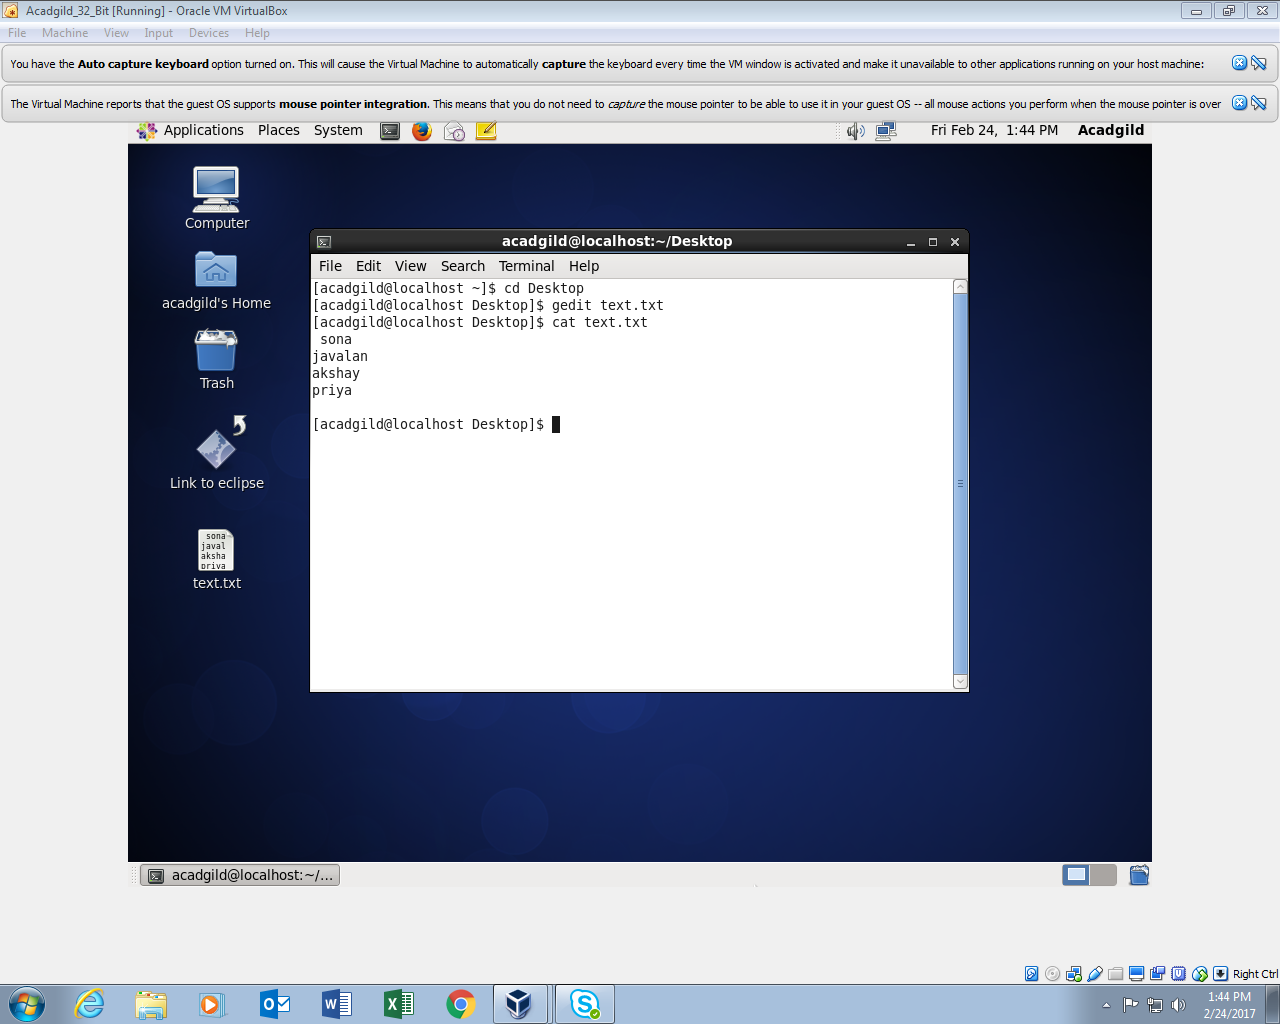 Acadgild_32_Bit [Running] - Oracle VM VirtualBox
File Machine View Input Devices Help
You have the Auto capture keyboard option turned on. This will cause the Virtual Machine to automatically capture the keyboard every time the VM window is activated and make it unavailable to other applications running on your host machine:
The Virtual Machine reports that the guest OS supports mouse pointer integration. This means that you do not need to capture the mouse pointer to be able to use it in your guest OS -- all mouse actions you perform when the mouse pointer is over
Applications Places System Fri Feb 24, 1:44 PM Acadgild
Computer
acadgild's Home
Trash
Link to eclipse
sona
javal
aksha
priya
text.txt
acadgild@localhost:~/Desktop
File Edit View Search Terminal Help
[acadgild@localhost ~]$ cd Desktop
[acadgild@localhost Desktop]$ gedit text.txt
[acadgild@localhost Desktop]$ cat text.txt
sona
javalan
akshay
priya
[acadgild@localhost Desktop]$
acadgild@localhost:~/...
Right Ctrl
1:44 PM
2/24/2017